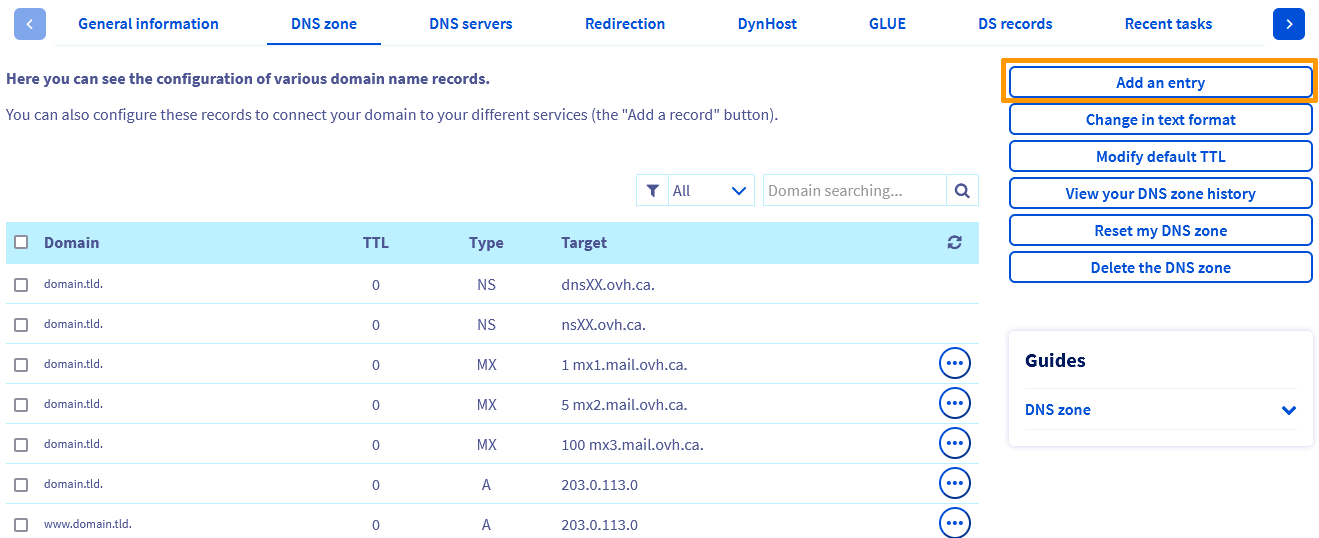 General information DNS zone DNS servers Redirection DynHost GLUE DS records Recent tasks
Here you can see the configuration of various domain name records.
You can also configure these records to connect your domain to your different services (the "Add a record" button).
All Domain searching...
Domain TTL Type Target
domain.tld. 0 NS dnsXX.ovh.ca.
domain.tld. 0 NS nsXX.ovh.ca.
domain.tld. 0 MX 1 mx1.mail.ovh.ca.
domain.tld. 0 MX 5 mx2.mail.ovh.ca.
domain.tld. 0 MX 100 mx3.mail.ovh.ca.
domain.tld. 0 A 203.0.113.0
www.domain.tld. 0 A 203.0.113.0
Add an entry
Change in text format
Modify default TTL
View your DNS zone history
Reset my DNS zone
Delete the DNS zone
Guides
DNS zone